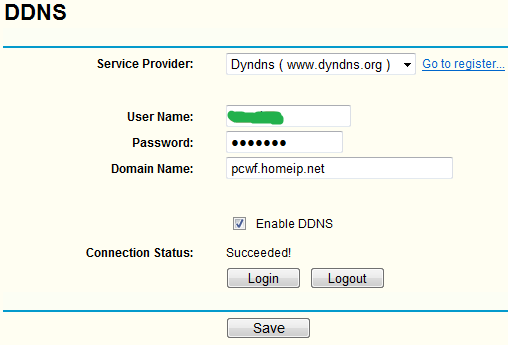 DDNS
Service Provider: Dyndns ( www.dyndns.org ) Go to register...
User Name:
Password: ●●●●●●●
Domain Name: pcwf.homeip.net
Enable DDNS
Connection Status: Succeeded!
Login Logout
Save